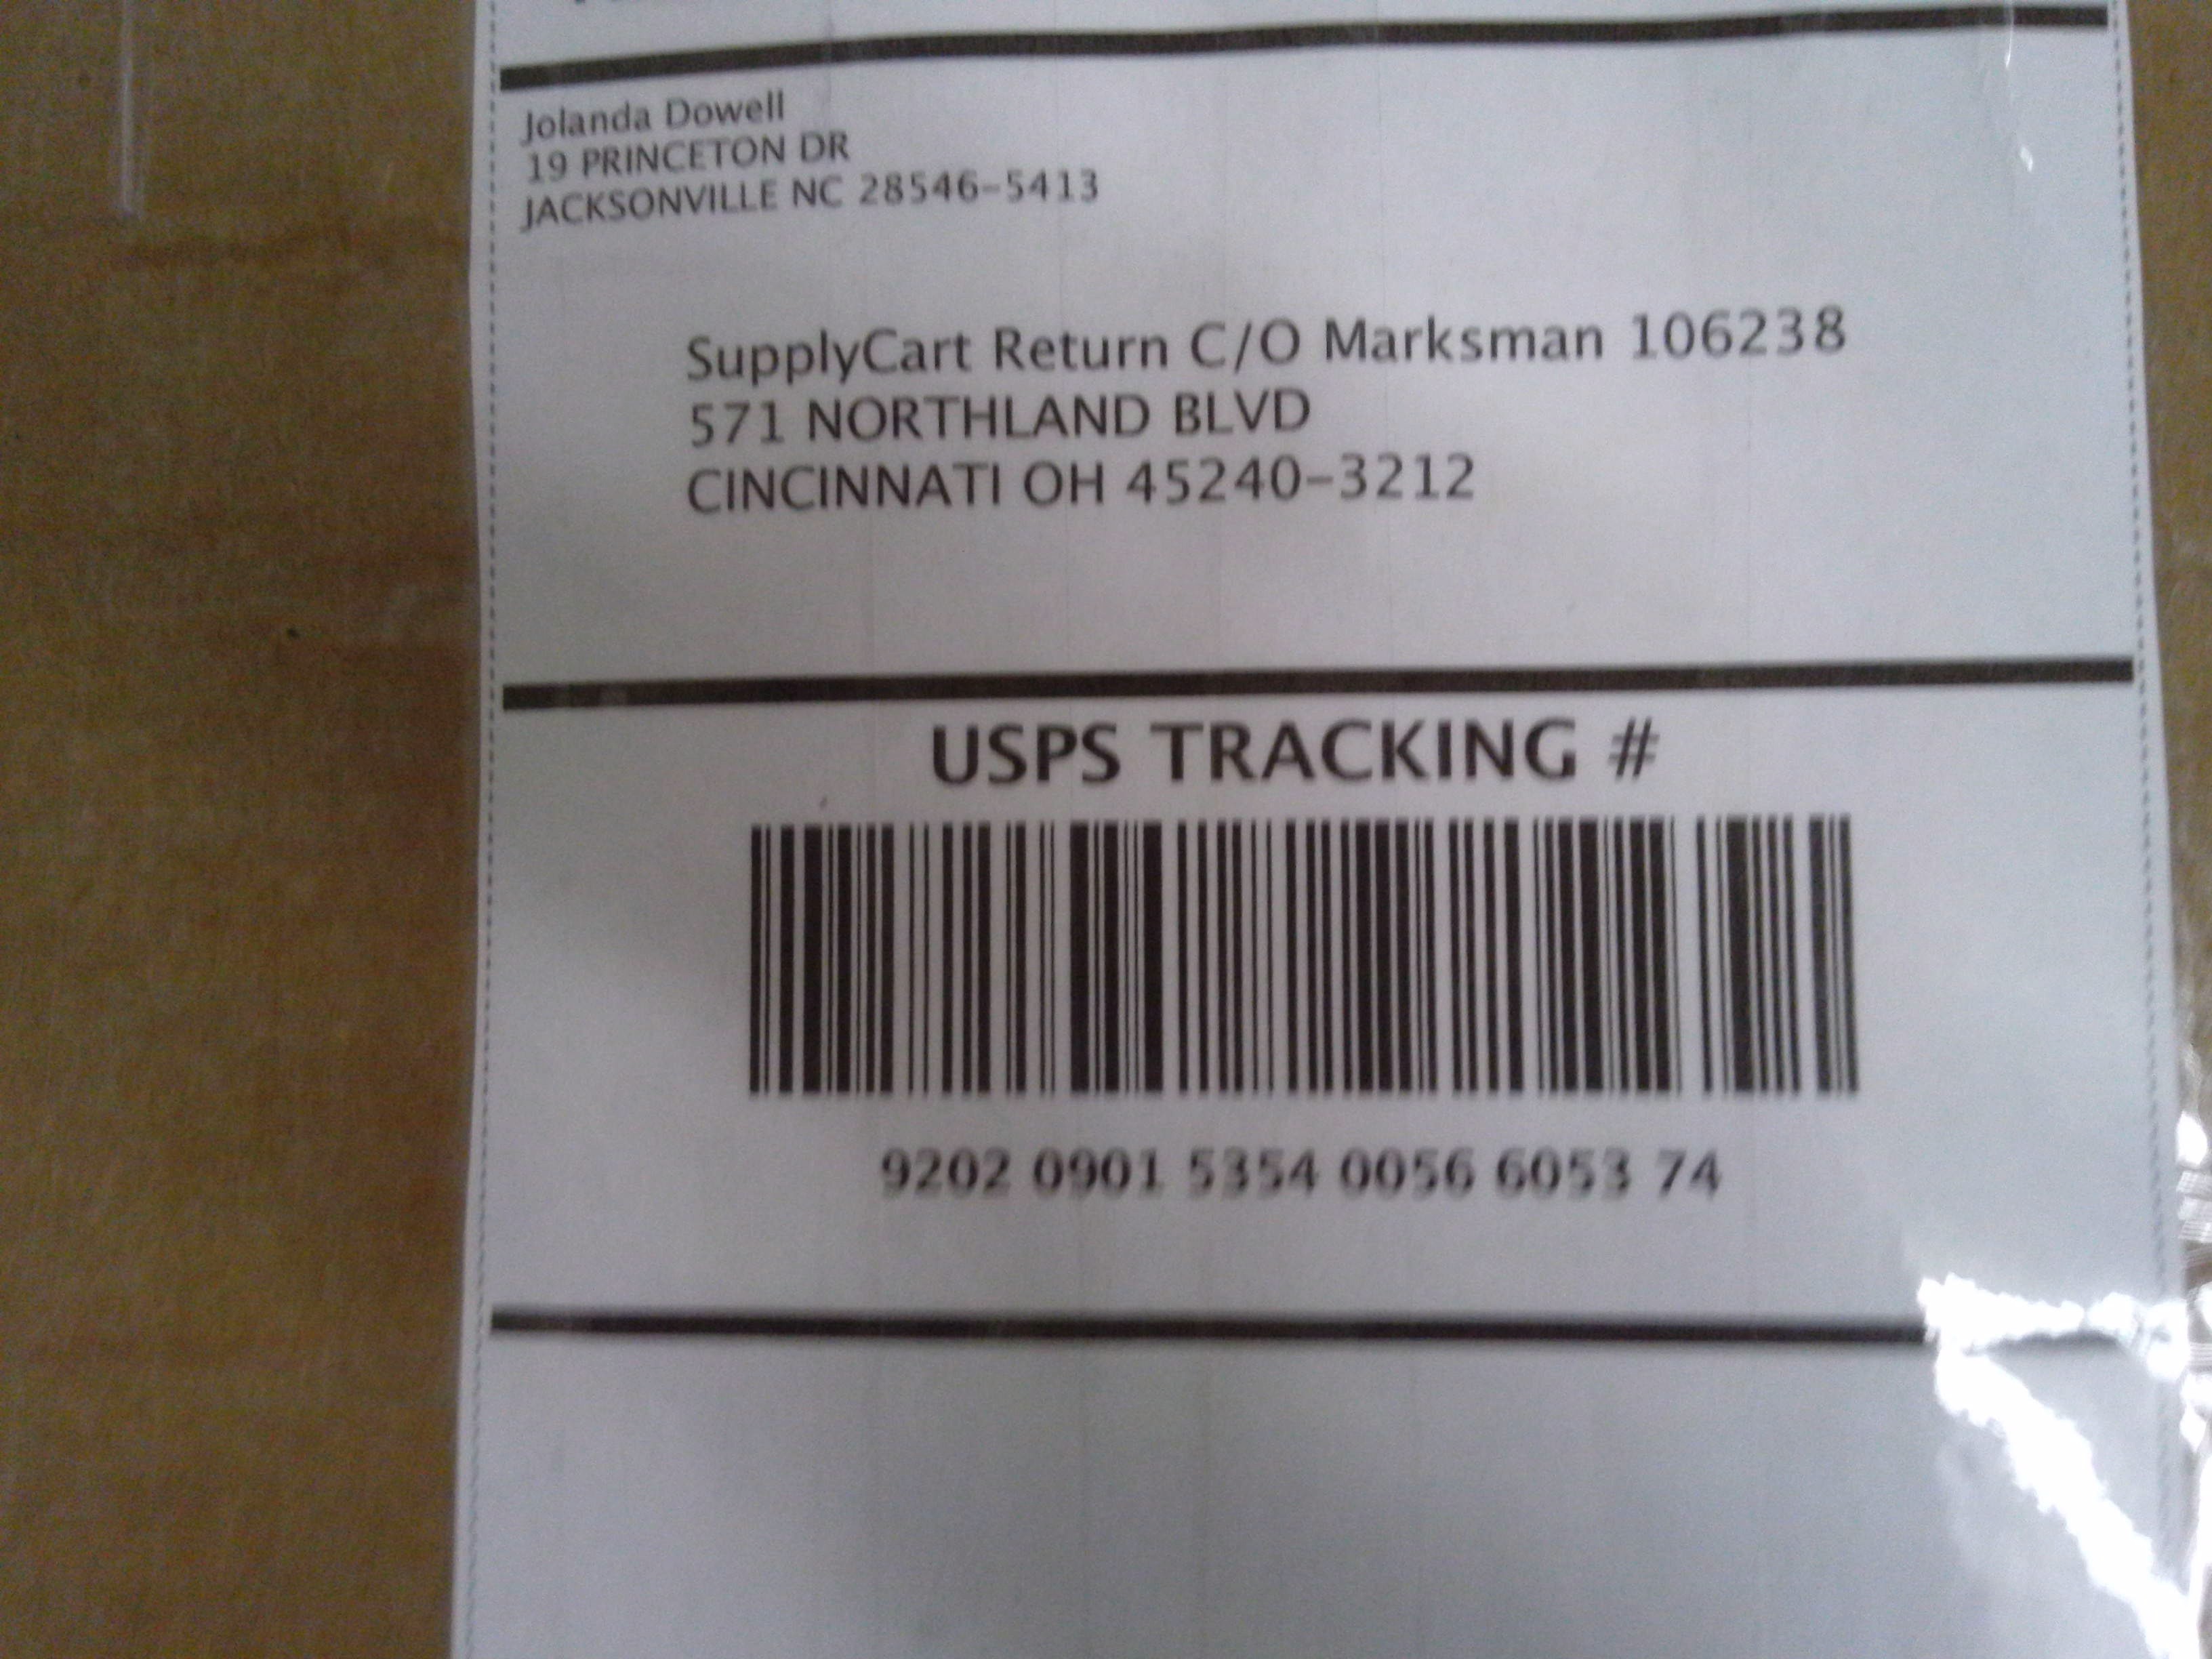 Jolanda Dowell
19 PRINCETON DR
JACKSONVILLE NC 28546-5413
SupplyCart Return C/O Marksman 106238
571 NORTHLAND BLVD
CINCINNATI OH 45240-3212
USPS TRACKING #
9202 0901 5354 0056 6053 74